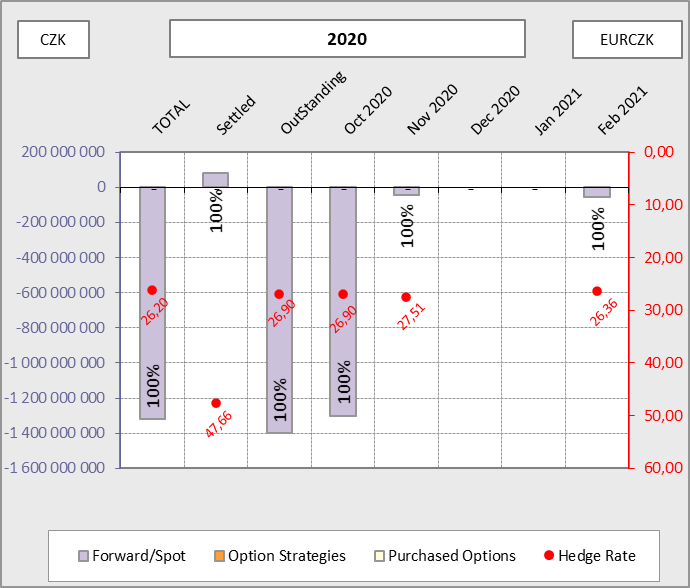 CZK
2020
EURCZK
TOTAL
Settled
OutStanding
Oct 2020
Nov 2020
Dec 2020
Jan 2021
Feb 2021
200 000 000
0
-200 000 000
-400 000 000
-600 000 000
-800 000 000
-1 000 000 000
-1 200 000 000
-1 400 000 000
-1 600 000 000
0,00
10,00
20,00
30,00
40,00
50,00
60,00
100%
100%
100%
100%
100%
100%
26,20
47,66
26,90
26,90
27,51
26,36
Forward/Spot
Option Strategies
Purchased Options
Hedge Rate